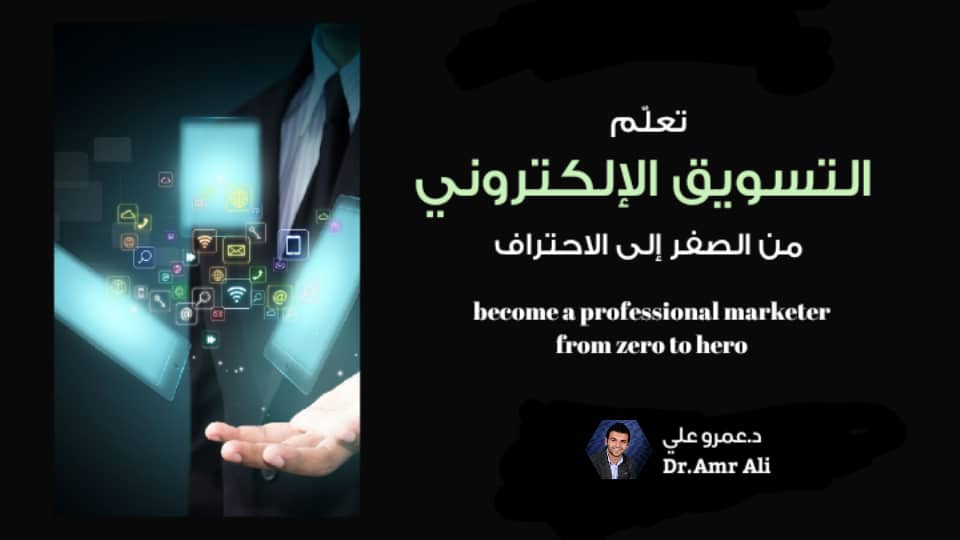 تعلّم
التسويق الإلكتروني
من الصفر إلى الاحتراف
become a professional marketer
from zero to hero
د.عمرو علي
Dr.Amr Ali